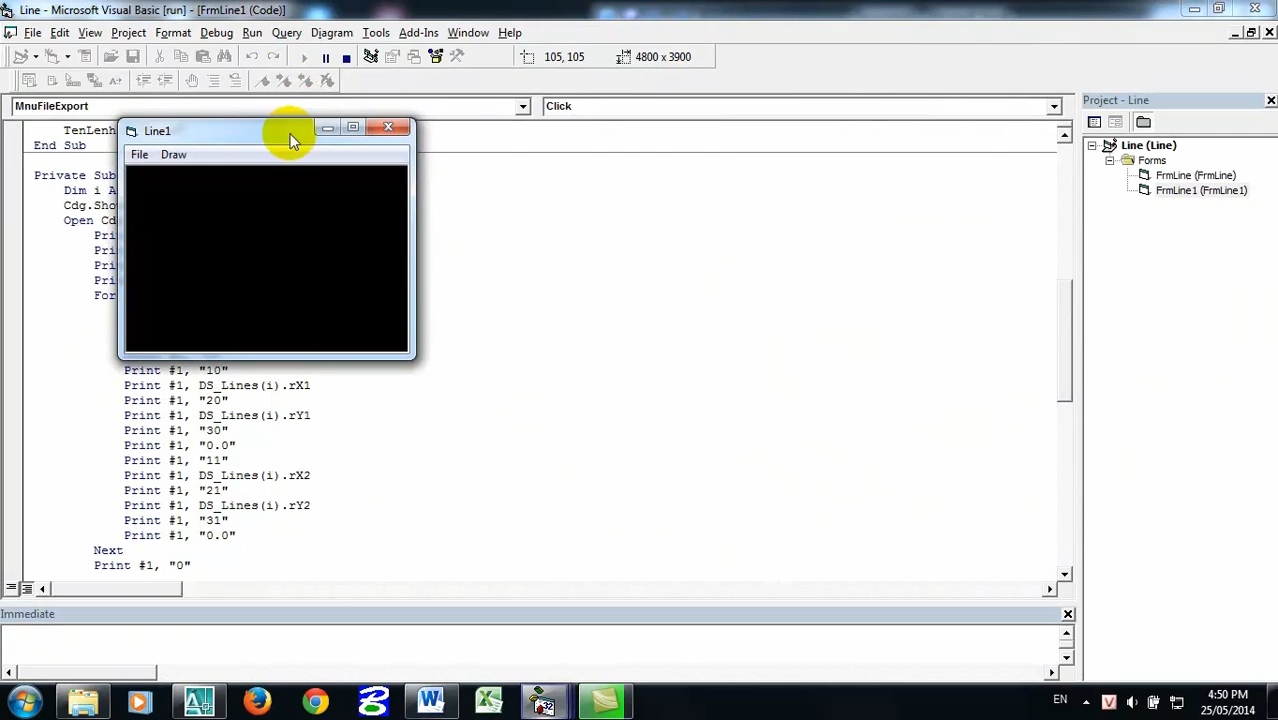 Line - Microsoft Visual Basic [run] - [FrmLine1 (Code)]
File Edit View Project Format Debug Run Query Diagram Tools Add-Ins Window Help
105, 105 4800 x 3900
MnuFileExport Click
Project - Line
TenLenh
End Sub
Line1
File Draw
Line (Line)
Forms
FrmLine (FrmLine)
FrmLine1 (FrmLine1)
Private Sub
Dim i A
Cdg.Sho
Open Cd
Pri
Pri
Pri
Pri
For
Print #1, "10"
Print #1, DS_Lines(i).rX1
Print #1, "20"
Print #1, DS_Lines(i).rY1
Print #1, "30"
Print #1, "0.0"
Print #1, "11"
Print #1, DS_Lines(i).rX2
Print #1, "21"
Print #1, DS_Lines(i).rY2
Print #1, "31"
Print #1, "0.0"
Next
Print #1, "0"
Immediate
EN
4:50 PM
25/05/2014